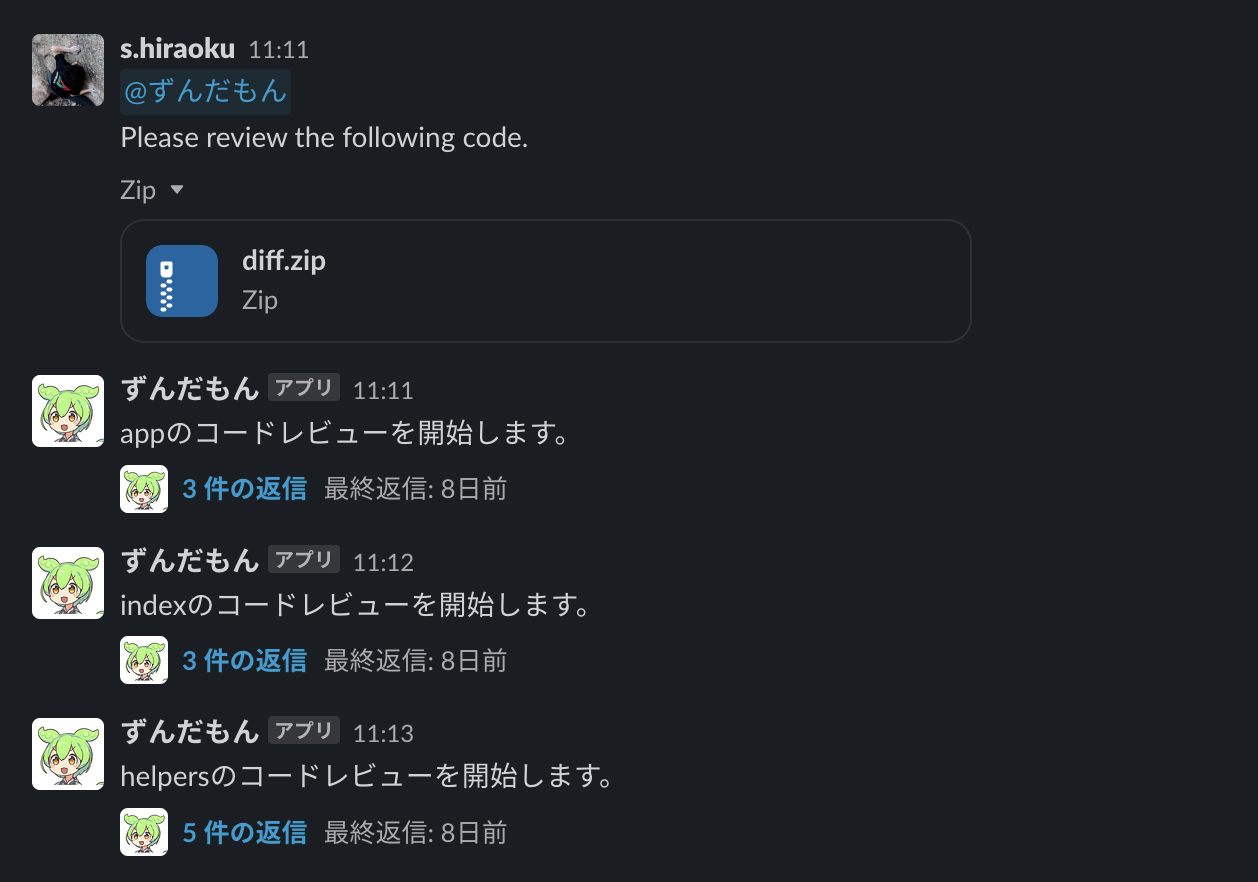 s.hiraoku 11:11
@ずんだもん
Please review the following code.
Zip
diff.zip
Zip
ずんだもん アプリ 11:11
appのコードレビューを開始します。
3 件の返信 最終返信: 8日前
ずんだもん アプリ 11:12
indexのコードレビューを開始します。
3 件の返信 最終返信: 8日前
ずんだもん アプリ 11:13
helpersのコードレビューを開始します。
5 件の返信 最終返信: 8日前